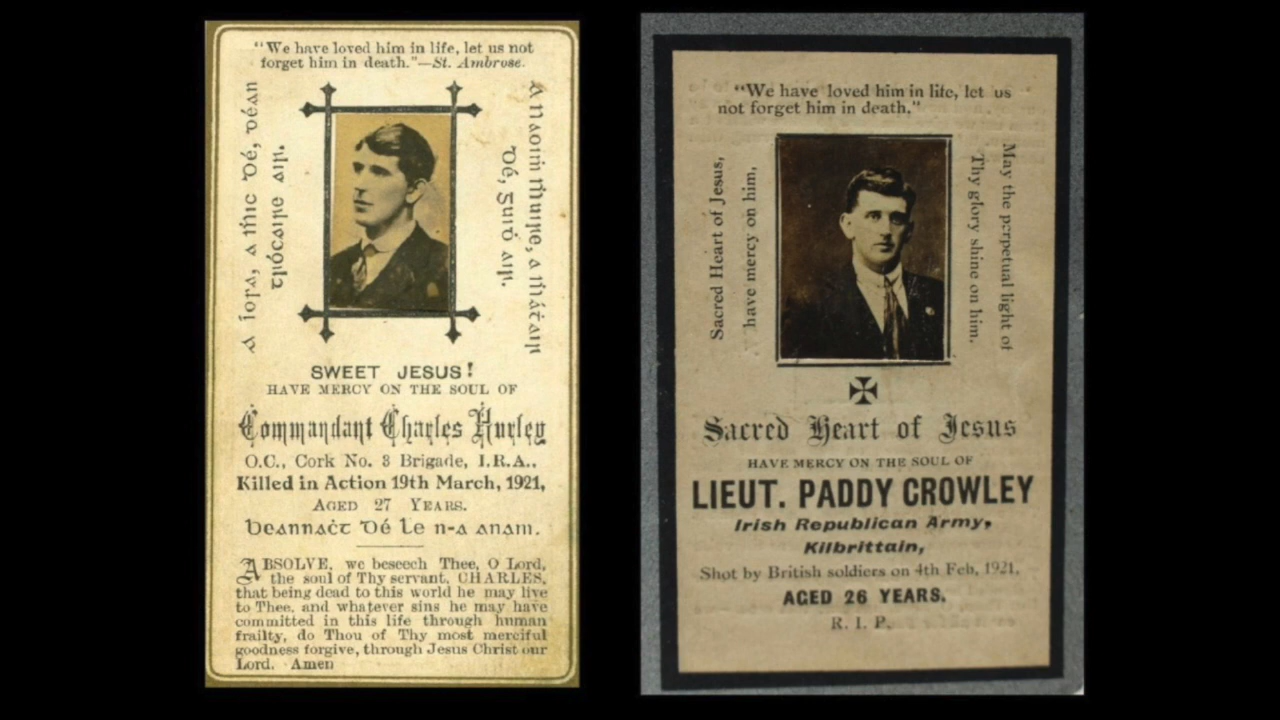 "We have loved him in life, let us not
forget him in death."—St. Ambrose.
A Íosa, a Ṁic Dé, déan
trócaire air.
A Naoiṁ Ṁuire, a Ṁáṫair
Dé, guiḋ air.
SWEET JESUS!
HAVE MERCY ON THE SOUL OF
Commandant Charles Hurley
O.C., Cork No. 3 Brigade, I.R.A.,
Killed in Action 19th March, 1921,
AGED 27 YEARS.
Beannaċt Dé le n-a anam.
ABSOLVE, we beseech Thee, O Lord,
the soul of Thy servant, CHARLES,
that being dead to this world he may live
to Thee, and whatever sins he may have
committed in this life through human
frailty, do Thou of Thy most merciful
goodness forgive, through Jesus Christ our
Lord. Amen
"We have loved him in life, let us
not forget him in death."
Sacred Heart of Jesus,
have mercy on him,
May the perpetual light of
Thy glory shine on him.
Sacred Heart of Jesus
HAVE MERCY ON THE SOUL OF
LIEUT. PADDY CROWLEY
Irish Republican Army,
Kilbrittain,
Shot by British soldiers on 4th Feb, 1921.
AGED 26 YEARS.
R. I. P.